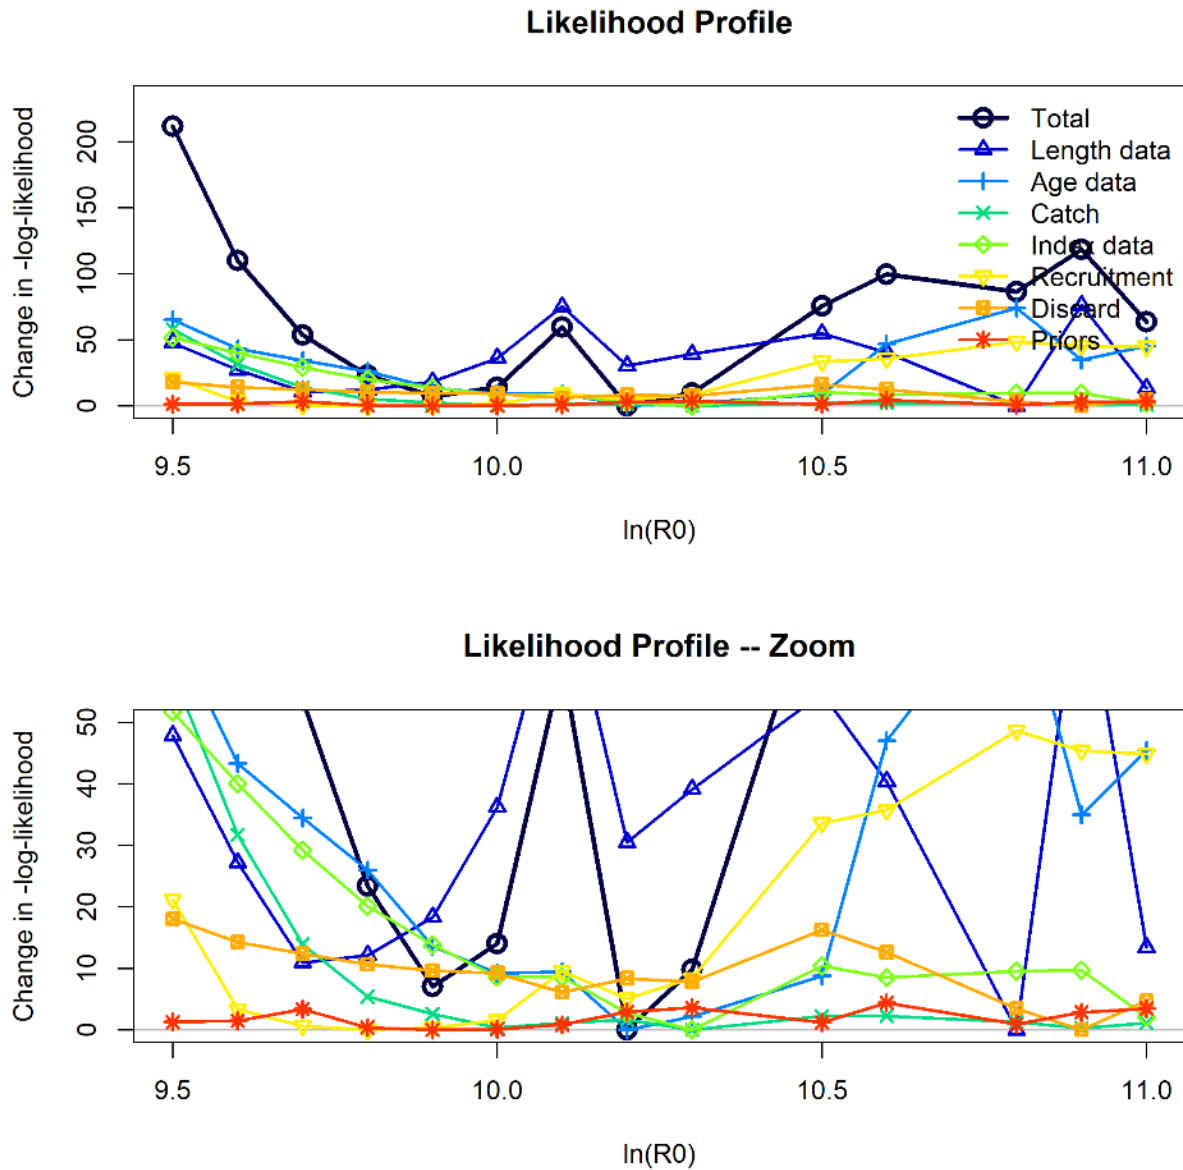 Likelihood Profile
Change in -log-likelihood
200
150
100
50
0
Total
Length data
Age data
Catch
Index data
Recruitment
Discard
Priors
9.5 10.0 10.5 11.0
ln(R0)
Likelihood Profile -- Zoom
Change in -log-likelihood
50
40
30
20
10
0
9.5 10.0 10.5 11.0
ln(R0)